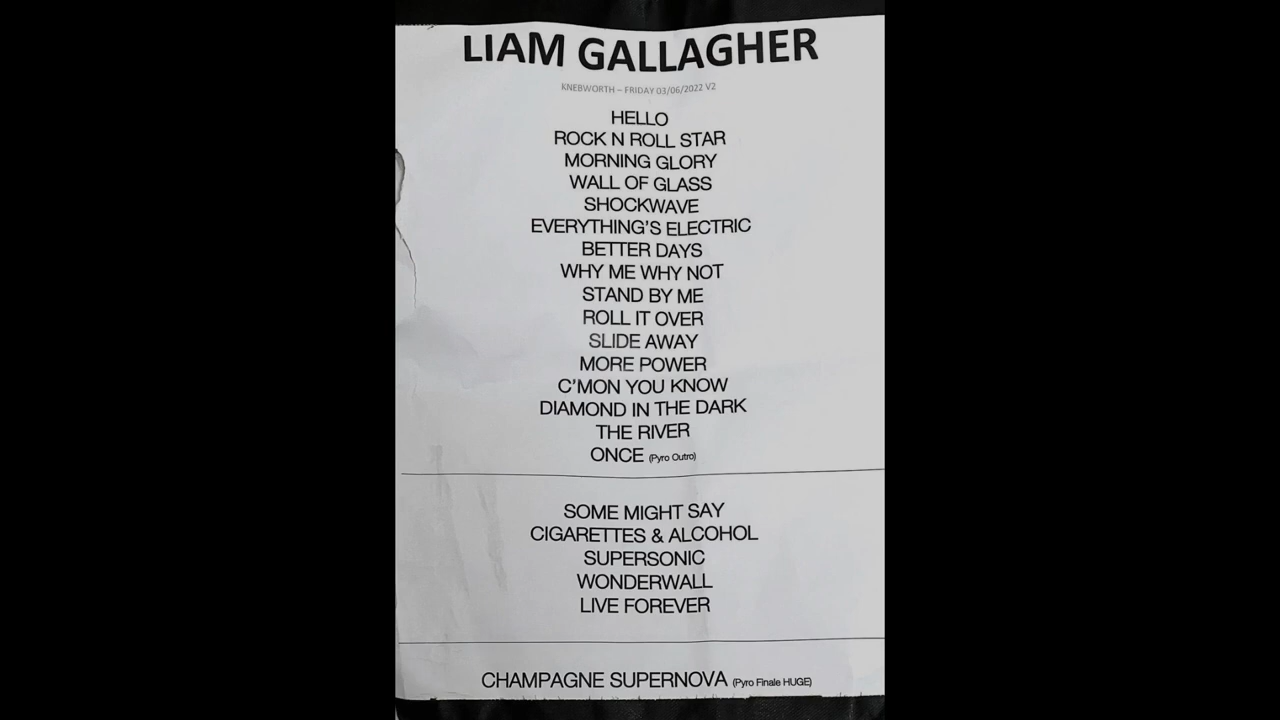 LIAM GALLAGHER
KNEBWORTH – FRIDAY 03/06/2022 V2
HELLO
ROCK N ROLL STAR
MORNING GLORY
WALL OF GLASS
SHOCKWAVE
EVERYTHING'S ELECTRIC
BETTER DAYS
WHY ME WHY NOT
STAND BY ME
ROLL IT OVER
SLIDE AWAY
MORE POWER
C'MON YOU KNOW
DIAMOND IN THE DARK
THE RIVER
ONCE (Pyro Outro)
SOME MIGHT SAY
CIGARETTES & ALCOHOL
SUPERSONIC
WONDERWALL
LIVE FOREVER
CHAMPAGNE SUPERNOVA (Pyro Finale HUGE)